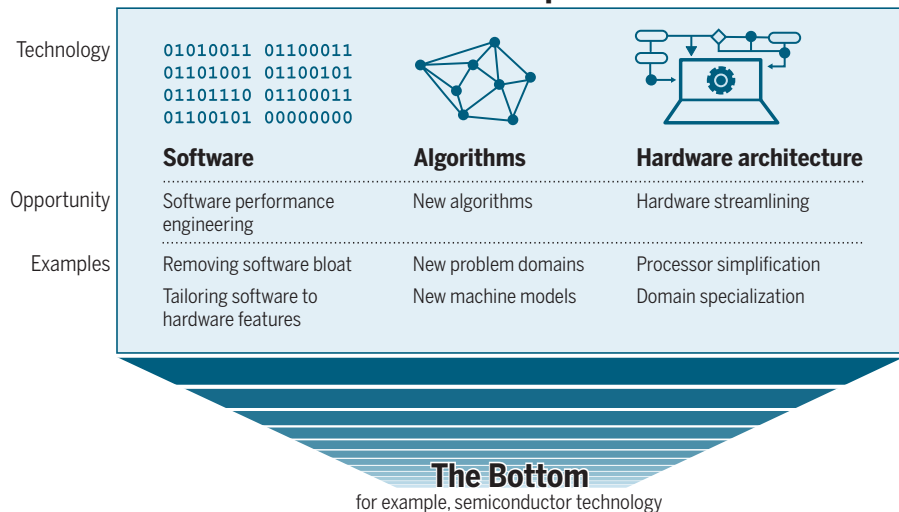 Technology
01010011 01100011
01101001 01100101
01101110 01100011
01100101 00000000
Software
Algorithms
Hardware architecture
Opportunity
Software performance
engineering
New algorithms
Hardware streamlining
Examples
Removing software bloat
New problem domains
Processor simplification
Tailoring software to
hardware features
New machine models
Domain specialization
The Bottom
for example, semiconductor technology